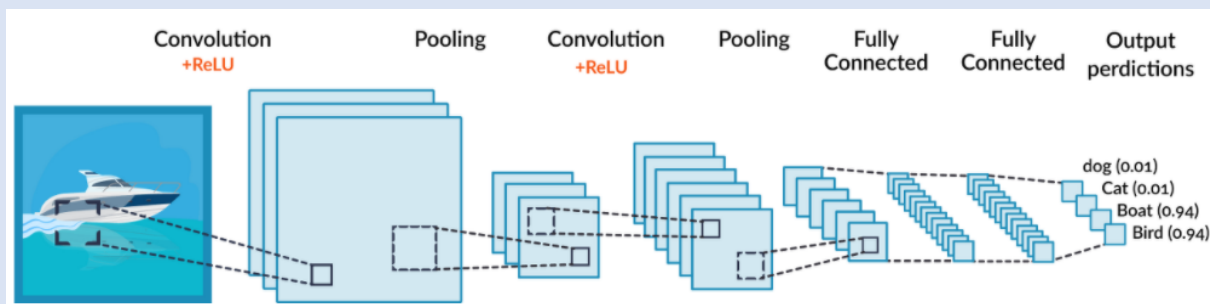 Convolution
+ReLU
Pooling
Convolution
+ReLU
Pooling
Fully
Connected
Fully
Connected
Output
perdictions
dog (0.01)
Cat (0.01)
Boat (0.94)
Bird (0.94)